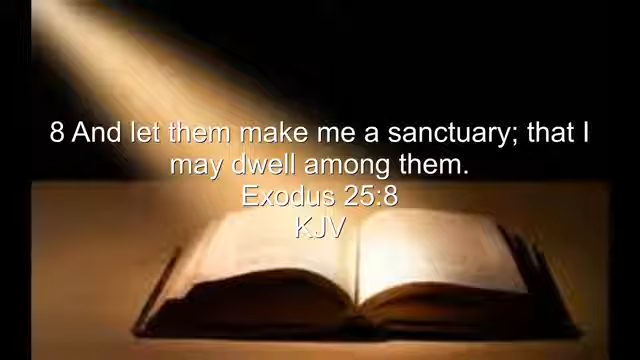 8 And let them make me a sanctuary; that I
may dwell among them.
Exodus 25:8
KJV